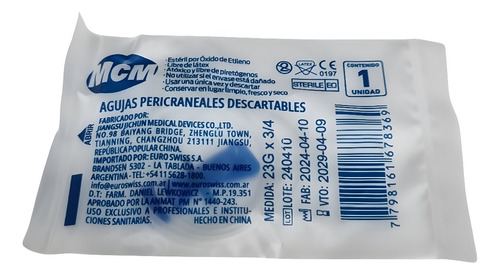 MCM
-Estéril por Óxido de Etileno
-Libre de látex
-Atóxico y libre de piretógenos
-No utilizar si el envase está dañado
-Usar una única vez y descartar
-Conservar en lugar limpio, fresco y seco
LATEX
CE
0197
STERILE EO
CONTENIDO
1
UNIDAD
AGUJAS PERICRANEALES DESCARTABLES
ABRIR
FABRICADO POR:
JIANGSU JICHUN MEDICAL DEVICES CO.,LTD.
NO.98 BAIYANG BRIDGE, ZHENGLU TOWN,
TIANNING, CHANGZHOU 213111 JIANGSU,
REPÚBLICA POPULAR CHINA.
IMPORTADO POR: EURO SWISS S.A.
BRANDSEN 5302 - LA TABLADA - BUENOS AIRES
ARGENTINA - TEL:+54 11 5628-1800.
info@euroswiss.com.ar www.euroswiss.com.ar
D.T: FARM. DANIEL LEWKOWICZ - M.P.19.351
APROBADO POR LA ANMAT PM N° 1440-243.
USO EXCLUSIVO A PROFESIONALES E INSTITU-
CIONES SANITARIAS. HECHO EN CHINA
MEDIDA: 23G x 3/4
LOT LOTE: 240410
FAB: 2024-04-10
VTO: 2029-04-09
7798161678369